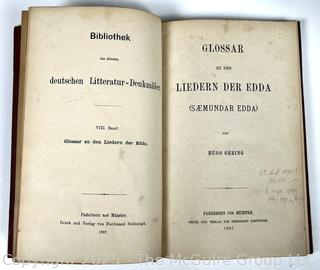 Bibliothek
der ältesten
deutschen Litteratur-Denkmäler.
VIII. Band:
Glossar zu den Liedern der Edda.
Paderborn und Münster.
Druck und Verlag von Ferdinand Schöningh.
1887.
GLOSSAR
ZU DEN
LIEDERN DER EDDA
(SÆMUNDAR EDDA)
VON
HUGO GERING
PADERBORN UND MÜNSTER.
DRUCK UND VERLAG VON FERDINAND SCHÖNINGH.
1887.